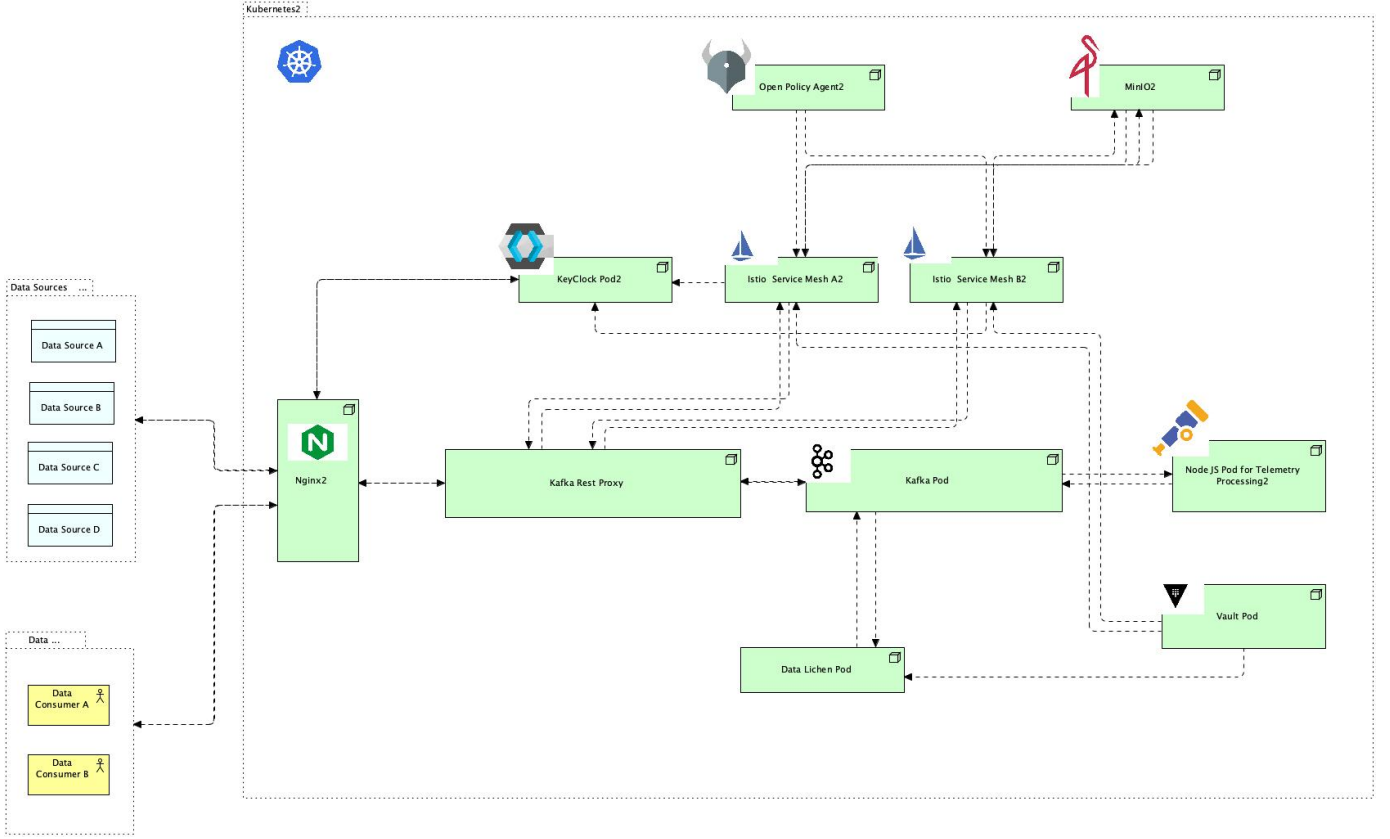 Kubernetes2
Open Policy Agent2
MinIO2
KeyClock Pod2
Istio  Service Mesh A2
Istio  Service Mesh B2
Data Sources ...
Data Source A
Data Source B
Data Source C
Data Source D
N
Nginx2
Kafka Rest Proxy
Kafka Pod
Node JS Pod for Telemetry
Processing2
Vault Pod
Data Lichen Pod
Data ...
Data
Consumer A
Data
Consumer B